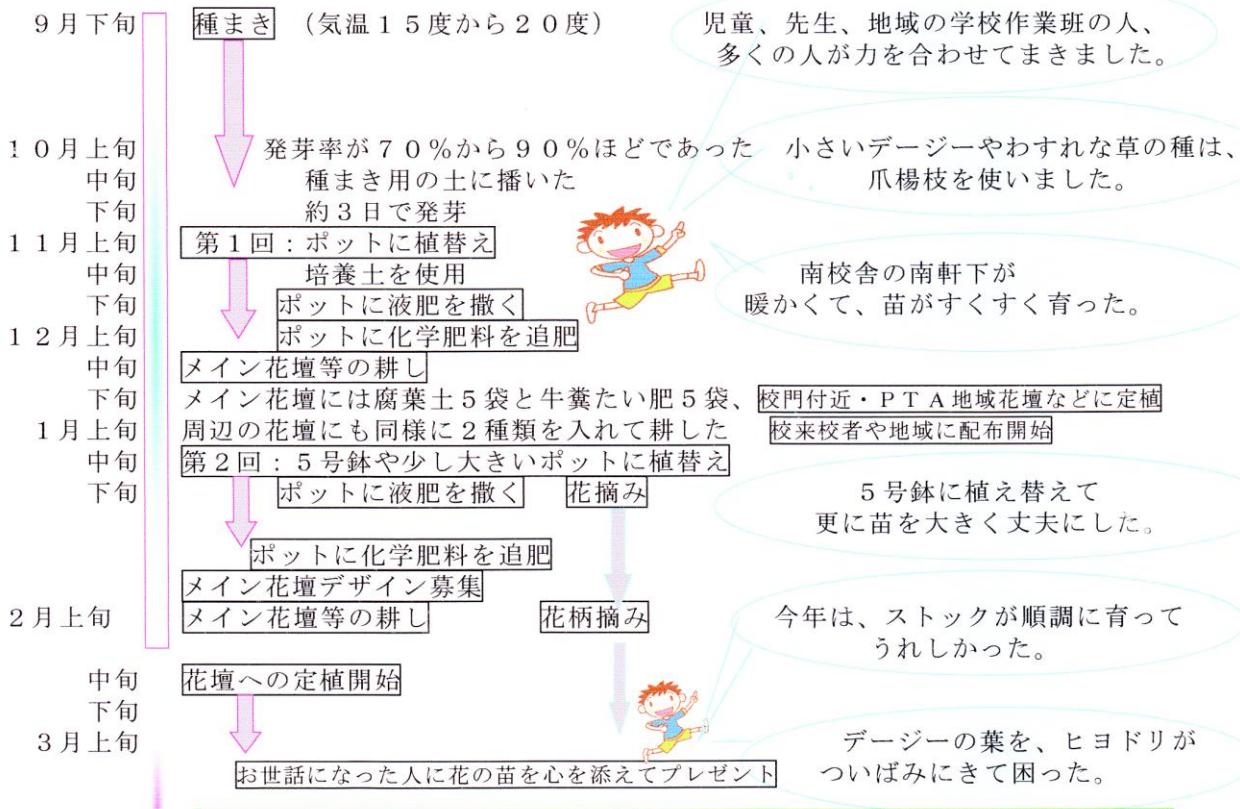 9月下旬 種まき (気温15度から20度)
児童、先生、地域の学校作業班の人、
多くの人が力を合わせてまきました。
10月上旬 発芽率が70%から90%ほどであった
小さいデージーやわすれな草の種は、
中旬 種まき用の土に播いた
爪楊枝を使いました。
下旬 約3日で発芽
11月上旬 第1回:ポットに植替え
中旬 培養土を使用
南校舎の南軒下が
下旬 ポットに液肥を撒く
暖かくて、苗がすくすく育った。
12月上旬 ポットに化学肥料を追肥
中旬 メイン花壇等の耕し
下旬 メイン花壇には腐葉土5袋と牛糞たい肥5袋、 校門付近・PTA地域花壇などに定植
1月上旬 周辺の花壇にも同様に2種類を入れて耕した 校来校者や地域に配布開始
中旬 第2回:5号鉢や少し大きいポットに植替え
下旬 ポットに液肥を撒く 花摘み
5号鉢に植え替えて
更に苗を大きく丈夫にした。
ポットに化学肥料を追肥
メイン花壇デザイン募集
2月上旬 メイン花壇等の耕し 花柄摘み
今年は、ストックが順調に育って
うれしかった。
中旬 花壇への定植開始
下旬
3月上旬
デージーの葉を、ヒヨドリが
ついばみにきて困った。
お世話になった人に花の苗を心を添えてプレゼント